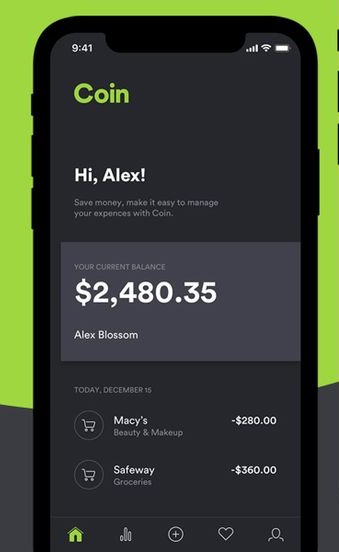 9:41
Coin
Hi, Alex!
Save money, make it easy to manage
your expences with Coin.
YOUR CURRENT BALANCE
$2,480.35
Alex Blossom
TODAY, DECEMBER 15
Macy's -$280.00
Beauty & Makeup
Safeway -$360.00
Groceries